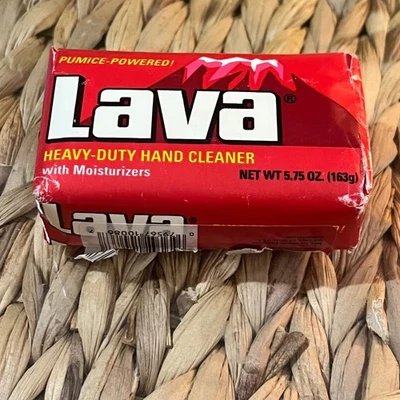 PUMICE-POWERED!
Lava®
HEAVY-DUTY HAND CLEANER
with Moisturizers
NET WT 5.75 OZ. (163g)
Lava